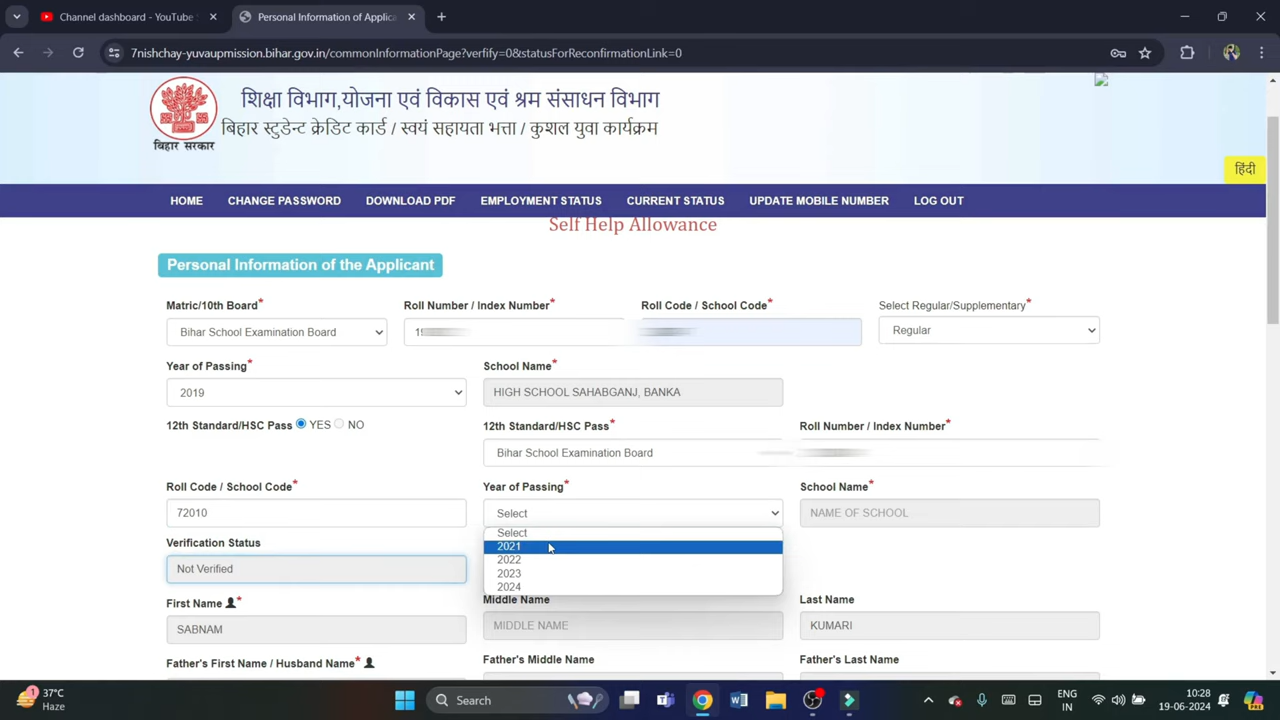 Channel dashboard - YouTube
Personal Information of Applica
7nishchay-yuvaupmission.bihar.gov.in/commonInformationPage?verfify=0&statusForReconfirmationLink=0
शिक्षा विभाग,योजना एवं विकास एवं श्रम संसाधन विभाग
बिहार स्टुडेन्ट क्रेडिट कार्ड / स्वयं सहायता भत्ता / कुशल युवा कार्यक्रम
बिहार सरकार
हिंदी
HOME CHANGE PASSWORD DOWNLOAD PDF EMPLOYMENT STATUS CURRENT STATUS UPDATE MOBILE NUMBER LOG OUT
Self Help Allowance
Personal Information of the Applicant
Matric/10th Board* Roll Number / Index Number* Roll Code / School Code* Select Regular/Supplementary*
Bihar School Examination Board 19 Regular
Year of Passing* School Name*
2019 HIGH SCHOOL SAHABGANJ, BANKA
12th Standard/HSC Pass YES NO 12th Standard/HSC Pass* Roll Number / Index Number*
Bihar School Examination Board
Roll Code / School Code* Year of Passing* School Name*
72010 Select NAME OF SCHOOL
Select
Verification Status 2021
2022
Not Verified 2023
2024
First Name* Middle Name Last Name
SABNAM MIDDLE NAME KUMARI
Father's First Name / Husband Name* Father's Middle Name Father's Last Name
1
37°C
Haze
Search
ENG
IN
10:28
19-06-2024